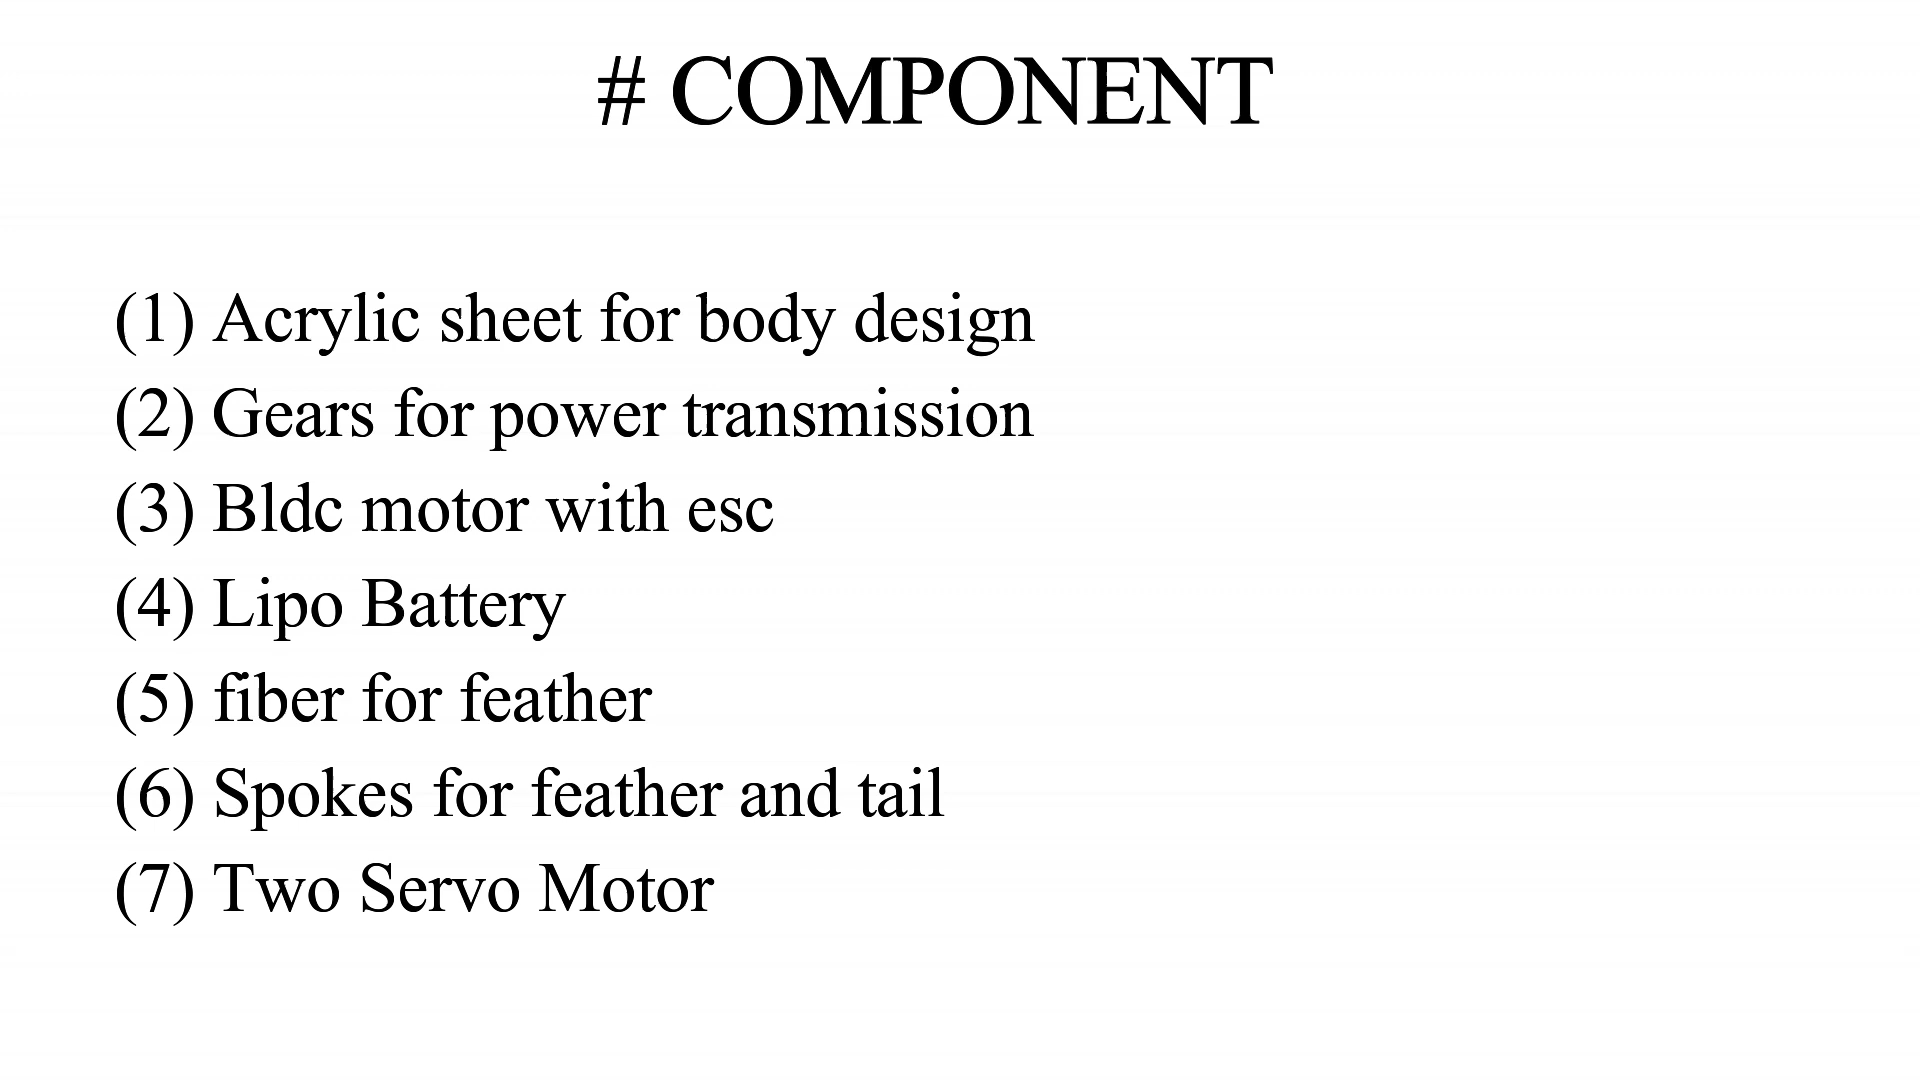 # COMPONENT
(1) Acrylic sheet for body design
(2) Gears for power transmission
(3) Bldc motor with esc
(4) Lipo Battery
(5) fiber for feather
(6) Spokes for feather and tail
(7) Two Servo Motor